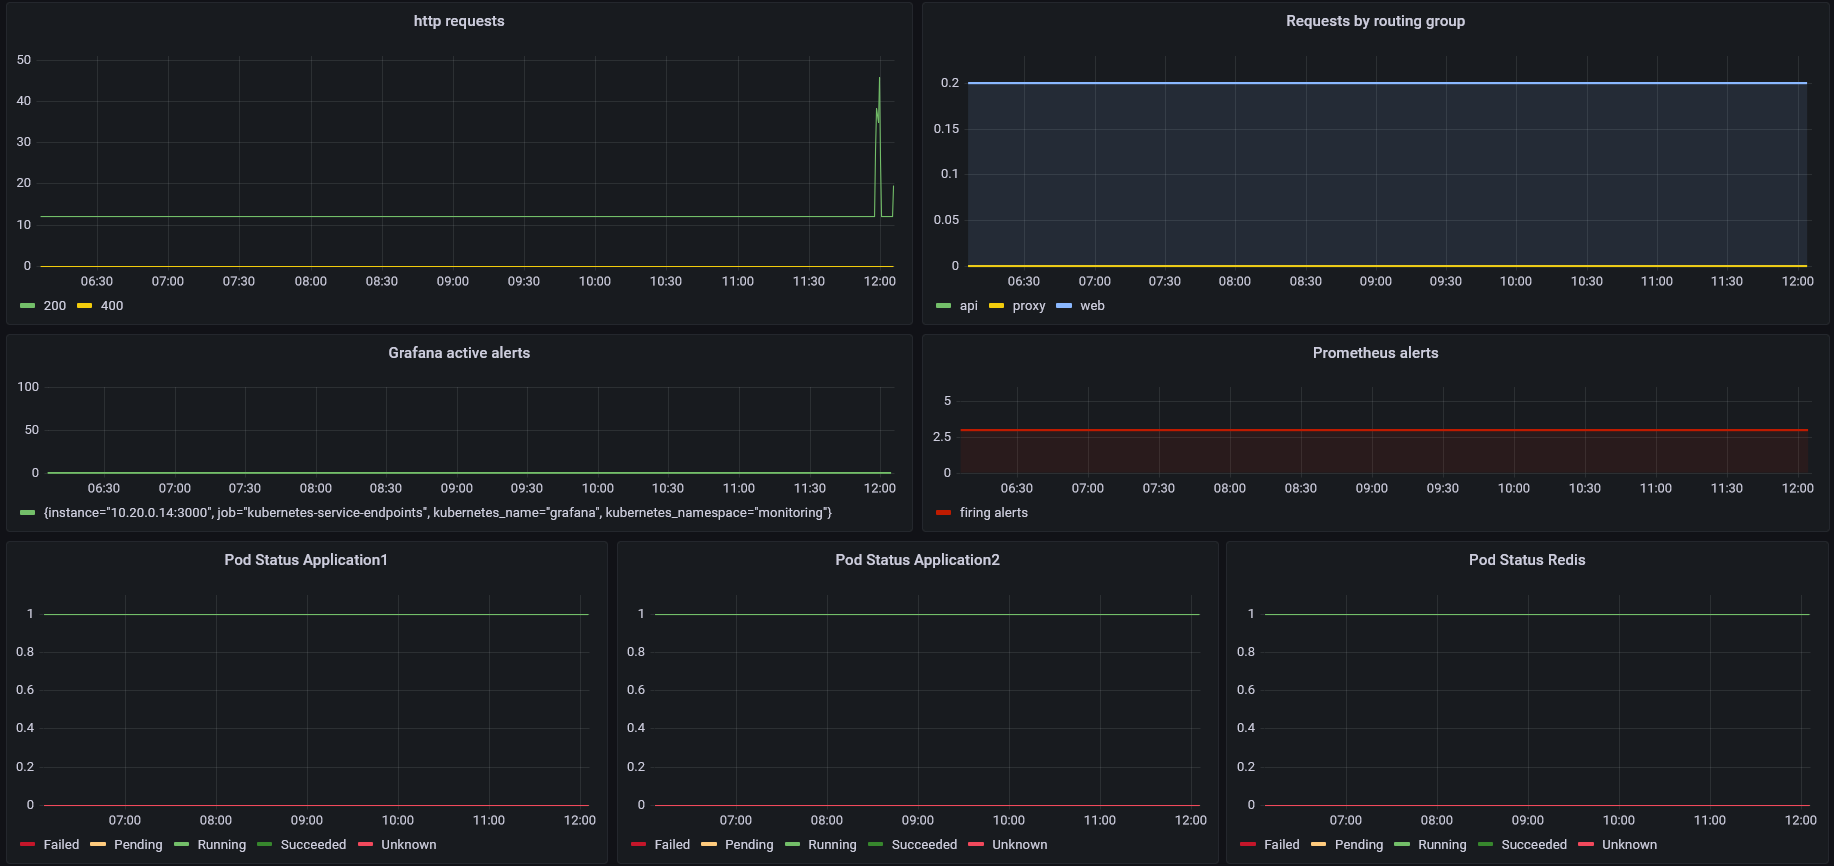 http requests
50
40
30
20
10
0
06:30 07:00 07:30 08:00 08:30 09:00 09:30 10:00 10:30 11:00 11:30 12:00
200 400
Requests by routing group
0.2
0.15
0.1
0.05
0
06:30 07:00 07:30 08:00 08:30 09:00 09:30 10:00 10:30 11:00 11:30 12:00
api proxy web
Grafana active alerts
100
50
0
06:30 07:00 07:30 08:00 08:30 09:00 09:30 10:00 10:30 11:00 11:30 12:00
{instance="10.20.0.14:3000", job="kubernetes-service-endpoints", kubernetes_name="grafana", kubernetes_namespace="monitoring"}
Prometheus alerts
5
2.5
0
06:30 07:00 07:30 08:00 08:30 09:00 09:30 10:00 10:30 11:00 11:30 12:00
firing alerts
Pod Status Application1
1
0.8
0.6
0.4
0.2
0
07:00 08:00 09:00 10:00 11:00 12:00
Failed Pending Running Succeeded Unknown
Pod Status Application2
1
0.8
0.6
0.4
0.2
0
07:00 08:00 09:00 10:00 11:00 12:00
Failed Pending Running Succeeded Unknown
Pod Status Redis
1
0.8
0.6
0.4
0.2
0
07:00 08:00 09:00 10:00 11:00 12:00
Failed Pending Running Succeeded Unknown